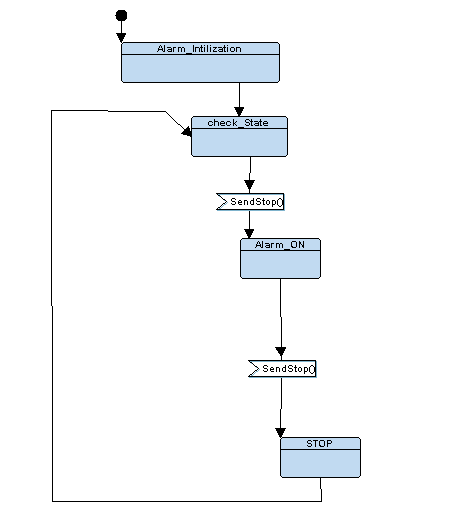 Alarm_Intilization
check_State
SendStop()
Alarm_ON
SendStop()
STOP